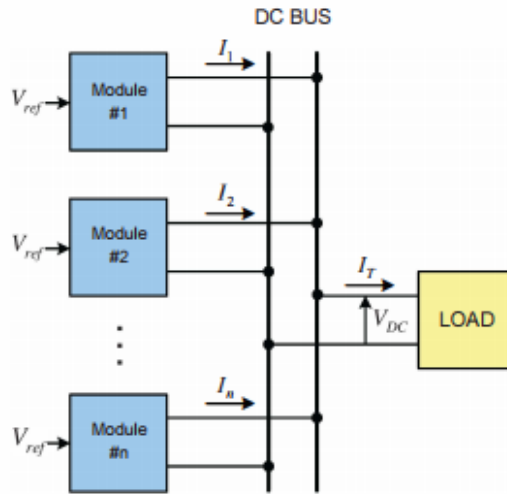 DC BUS
I1
Vref
Module
#1
I2
Vref
Module
#2
IT
VDC
LOAD
In
Vref
Module
#n